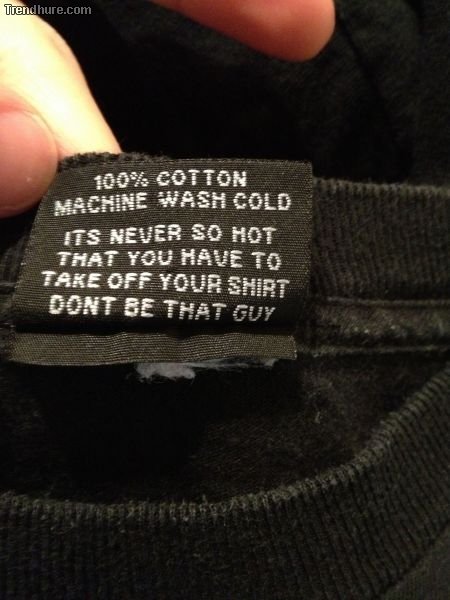 Trendhure.com
100% COTTON
MACHINE WASH COLD
ITS NEVER SO HOT
THAT YOU HAVE TO
TAKE OFF YOUR SHIRT
DONT BE THAT GUY